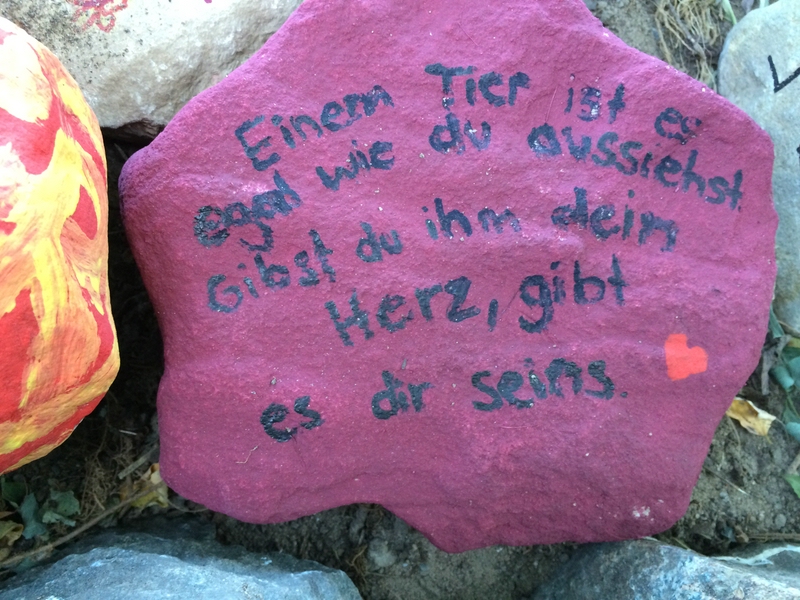 Einem Tier ist es
egal wie du aussiehst
Gibst du ihm dein
Herz, gibt
es dir seins.